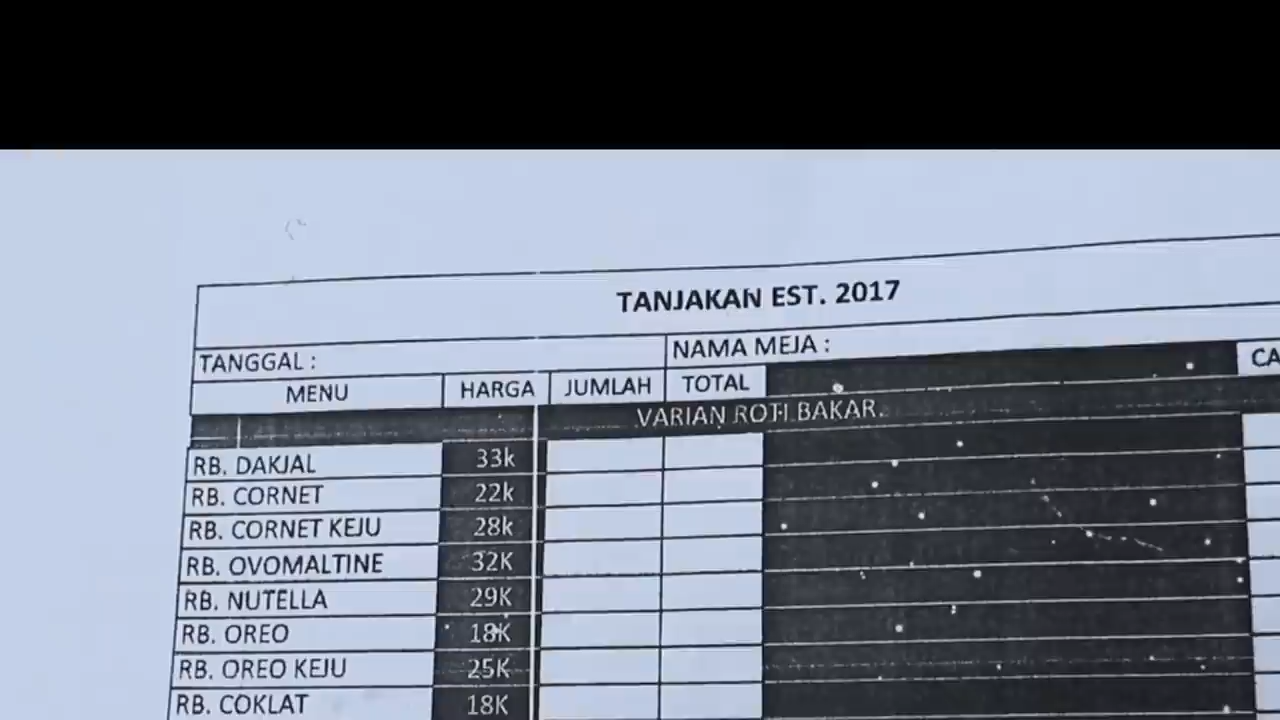 TANJAKAN EST. 2017
TANGGAL : NAMA MEJA :
MENU HARGA JUMLAH TOTAL CA
VARIAN ROTI BAKAR.
RB. DAKJAL 33k
RB. CORNET 22k
RB. CORNET KEJU 28k
RB. OVOMALTINE 32K
RB. NUTELLA 29K
RB. OREO 18K
RB. OREO KEJU 25K
RB. COKLAT 18K